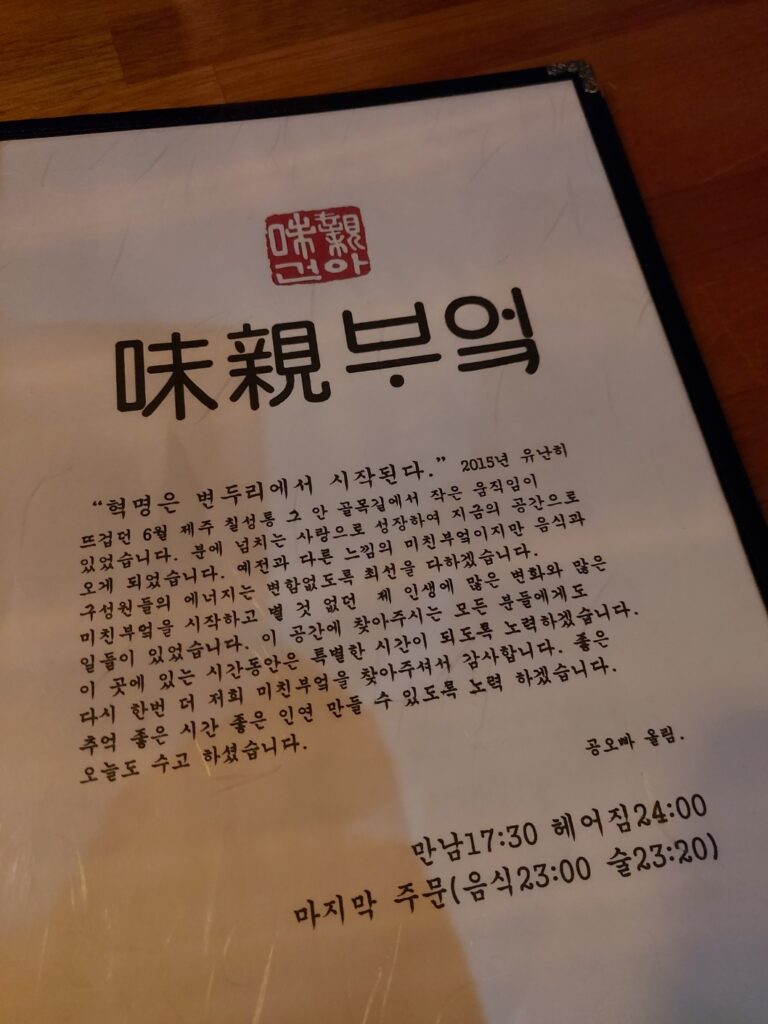 味親
味親부엌
“혁명은 변두리에서 시작된다.” 2015년 유난히
뜨겁던 6월 제주 칠성통 그 안 골목길에서 작은 움직임이
있었습니다. 분에 넘치는 사랑으로 성장하여 지금의 공간으로
오게 되었습니다. 예전과 다른 느낌의 미친부엌이지만 음식과
구성원들의 에너지는 변함없도록 최선을 다하겠습니다.
미친부엌을 시작하고 별 것 없던 제 인생에 많은 변화와 많은
일들이 있었습니다. 이 공간에 찾아주시는 모든 분들에게도
이 곳에 있는 시간동안은 특별한 시간이 되도록 노력하겠습니다.
다시 한번 더 저희 미친부엌을 찾아주셔서 감사합니다. 좋은
추억 좋은 시간 좋은 인연 만들 수 있도록 노력 하겠습니다.
오늘도 수고 하셨습니다.
공오빠 올림.
만남17:30 헤어짐24:00
마지막 주문(음식23:00 술23:20)